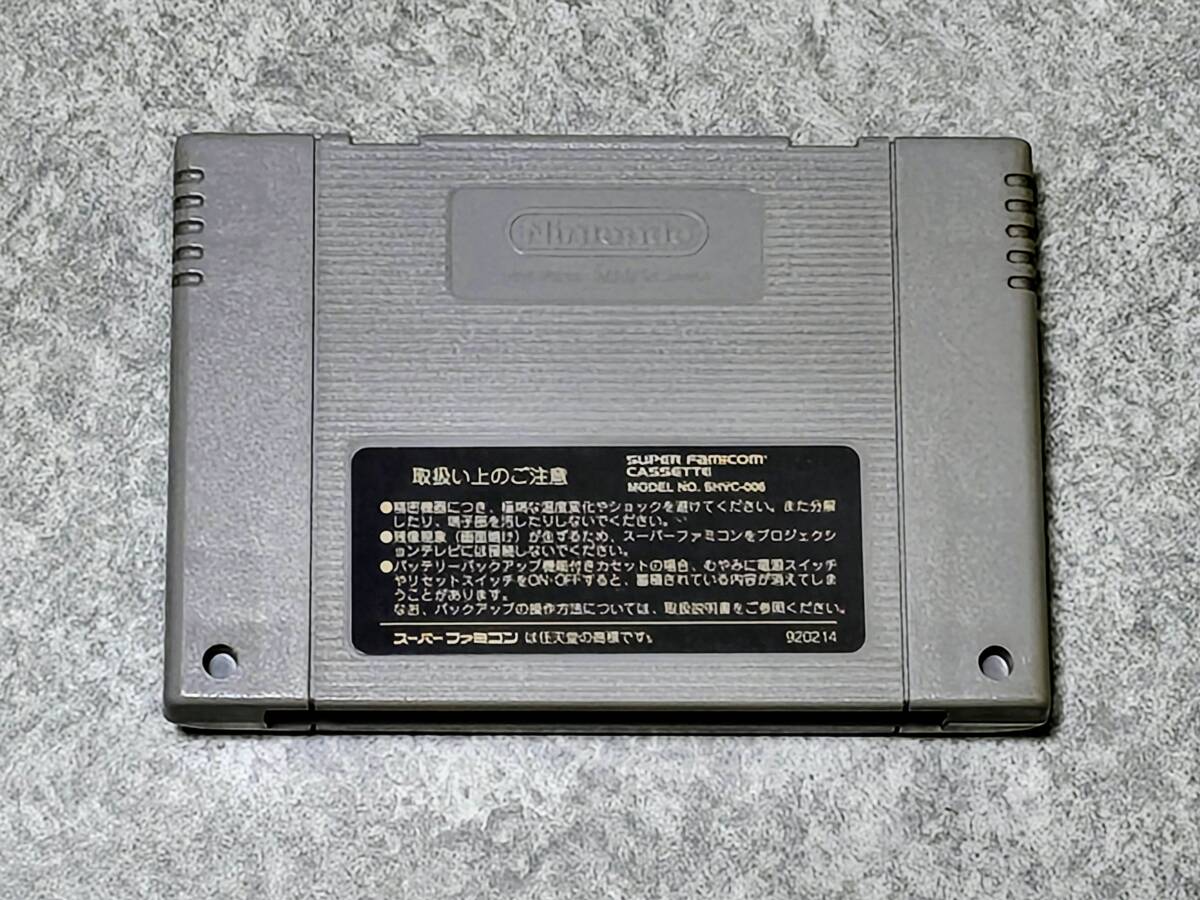 Nintendo
取扱い上のご注意
SUPER FAMICOM
CASSETTE
MODEL NO. SHVC-006
●精密機器につき、極端な温度変化やショックを避けてください。また分解
したり、端子部を汚したりしないでください。
●残像現象(画面焼け)が生ずるため、スーパーファミコンをプロジェクシ
ョンテレビには接続しないでください。
●バッテリーバックアップ機能付きカセットの場合、むやみに電源スイッチ
やリセットスイッチをON・OFFすると、蓄積されている内容が消えてしま
うことがあります。
なお、バックアップの操作方法については、取扱説明書をご参照ください。
スーパーファミコン は任天堂の商標です。
920214